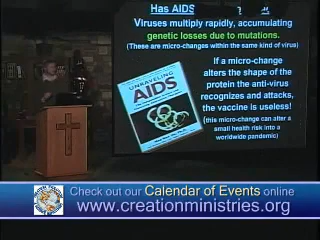 Has AIDS
Viruses multiply rapidly, accumulating
genetic losses due to mutations.
(These are micro-changes within the same kind of virus)
If a micro-change
alters the shape of the
protein the anti-virus
recognizes and attacks,
the vaccine is useless!
(this micro-change can alter a
small health risk into a
worldwide pandemic)
UNRAVELING
AIDS
Check out our Calendar of Events online
www.creationministries.org